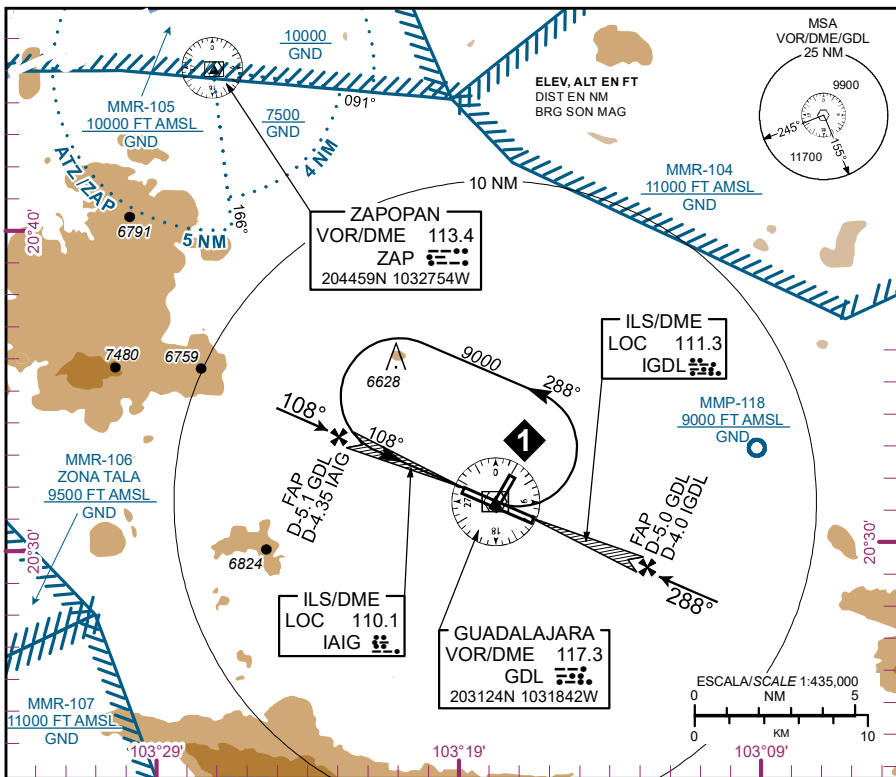 MSA
VOR/DME/GDL
25 NM
9900
245°
155°
11700
10000
GND
ELEV, ALT EN FT
DIST EN NM
BRG SON MAG
MMR-105
10000 FT AMSL
GND
091°
7500
GND
4 NM
ATZ/ZAP
166°
5 NM
6791
20°40'
10 NM
MMR-104
11000 FT AMSL
GND
ZAPOPAN
VOR/DME 113.4
ZAP
204459N 1032754W
ILS/DME
LOC 111.3
IGDL
7480
6759
6628
9000
288°
MMP-118
9000 FT AMSL
GND
108°
108°
1
FAP
D-5.1 GDL
D-4.35 IAIG
MMR-106
ZONA TALA
9500 FT AMSL
GND
0
9
18
27
FAP
D-5.0 GDL
D-4.0 IGDL
20°30'
20°30'
6824
288°
ILS/DME
LOC 110.1
IAIG
GUADALAJARA
VOR/DME 117.3
GDL
203124N 1031842W
MMR-107
11000 FT AMSL
GND
ESCALA/SCALE 1:435,000
NM
0 5
0 10
KM
103°29'
103°19'
103°09'